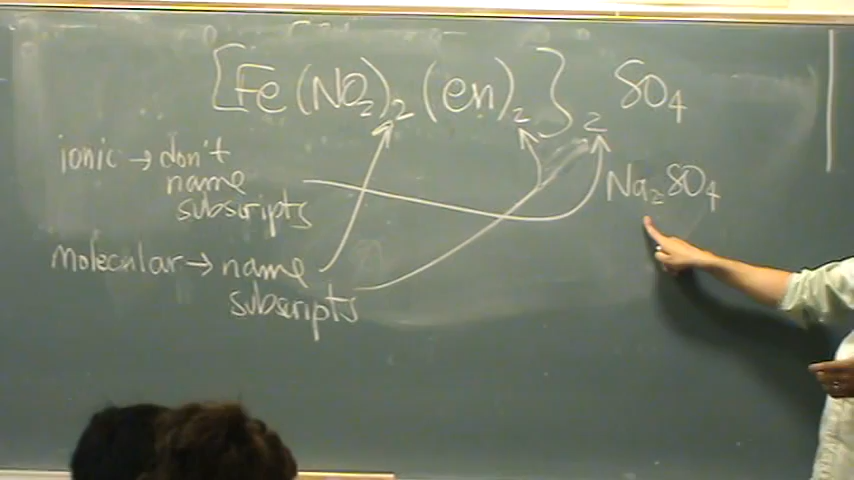 [Fe(NO₂)₂(en)₂]₂ SO₄
ionic → don't
name
subscripts
Na₂SO₄
molecular → name
subscripts